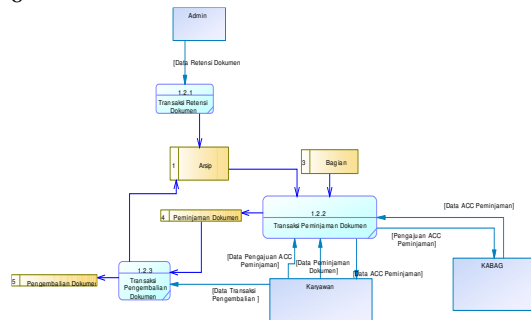 Admin
[Data Retensi Dokumen
1.2.1
Transaksi Retensi
Dokumen
1
Arsip
3
Bagian
1.2.2
Transaksi Peminjaman Dokumen
4
Peminjaman Dokumen
[Data ACC Peminjaman]
[Pengajuan ACC
Peminjaman]
[Data Pengajuan ACC
Peminjaman]
[Data Peminjaman
Dokumen]
[Data ACC Peminjaman]
KABAG
1.2.3
Transaksi
Pengembalian
Dokumen
5
Pengembalian Dokumen
[Data Transaksi
Pengembalian ]
Karyawan